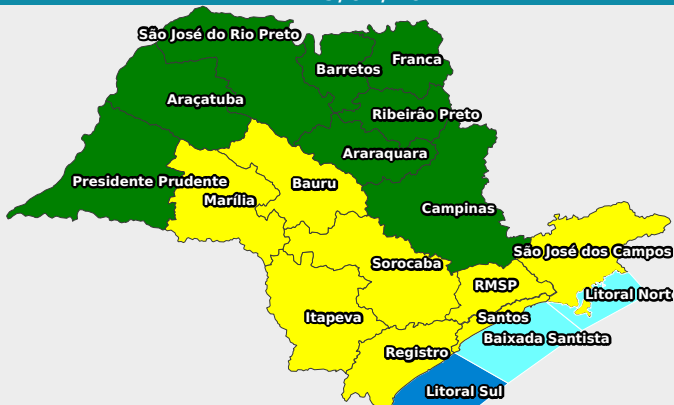 São José do Rio Preto
Franca
Barretos
Araçatuba
Ribeirão Preto
Araraquara
Presidente Prudente
Bauru
Marília
Campinas
São José dos Campos
Sorocaba
RMSP
Litoral Nort
Itapeva
Santos
Baixada Santista
Registro
Litoral Sul